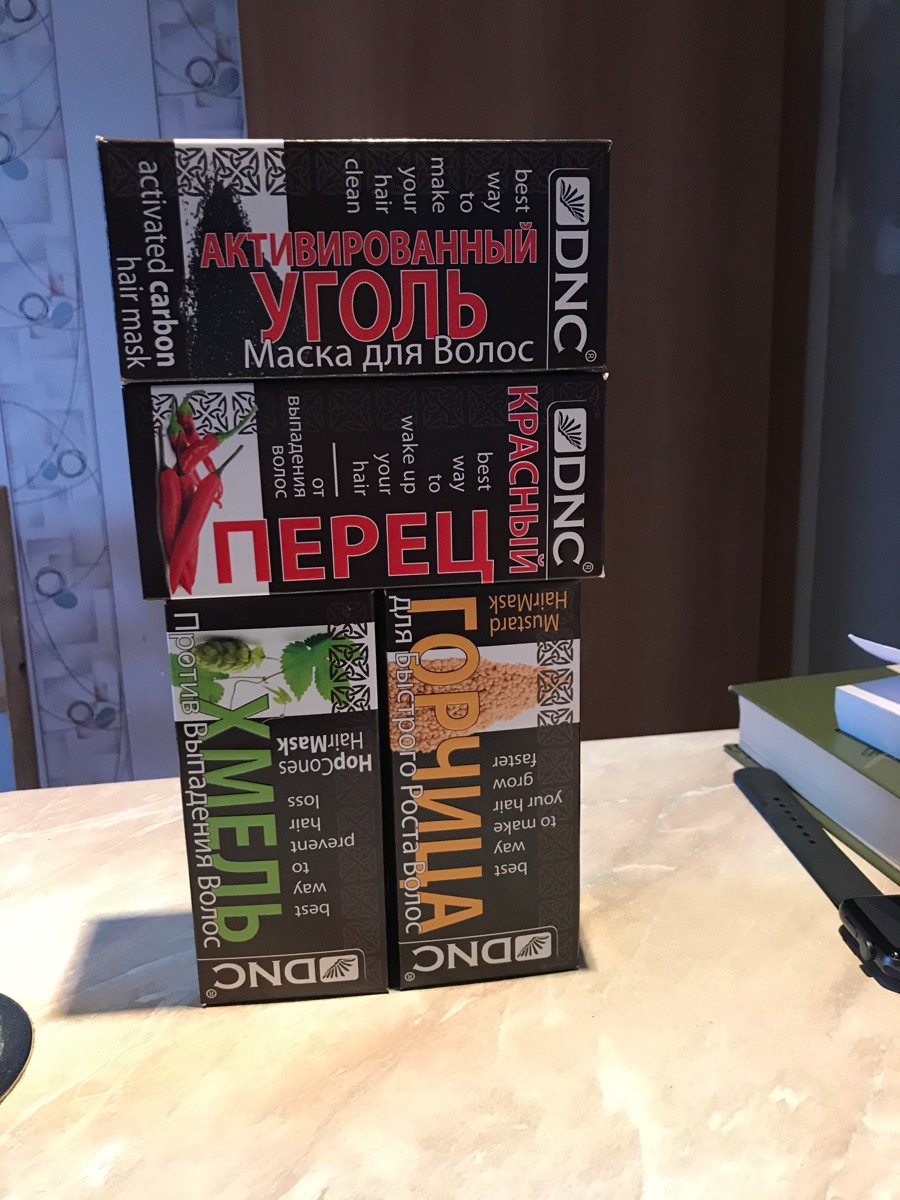 DNC®
АКТИВИРОВАННЫЙ
УГОЛЬ
Маска для Волос
best
way
to
make
your
hair
clean
activated carbon
hair mask
DNC®
КРАСНЫЙ
ПЕРЕЦ
best
way
to
wake up
your
hair
от
выпадения
волос
DNC®
ХМЕЛЬ
Против Выпадения Волос
HopCones
HairMask
best
way
to
prevent
hair
loss
DNC®
ГОРЧИЦА
Для Быстрого Роста Волос
Mustard
HairMask
best
way
to make
your hair
grow
faster